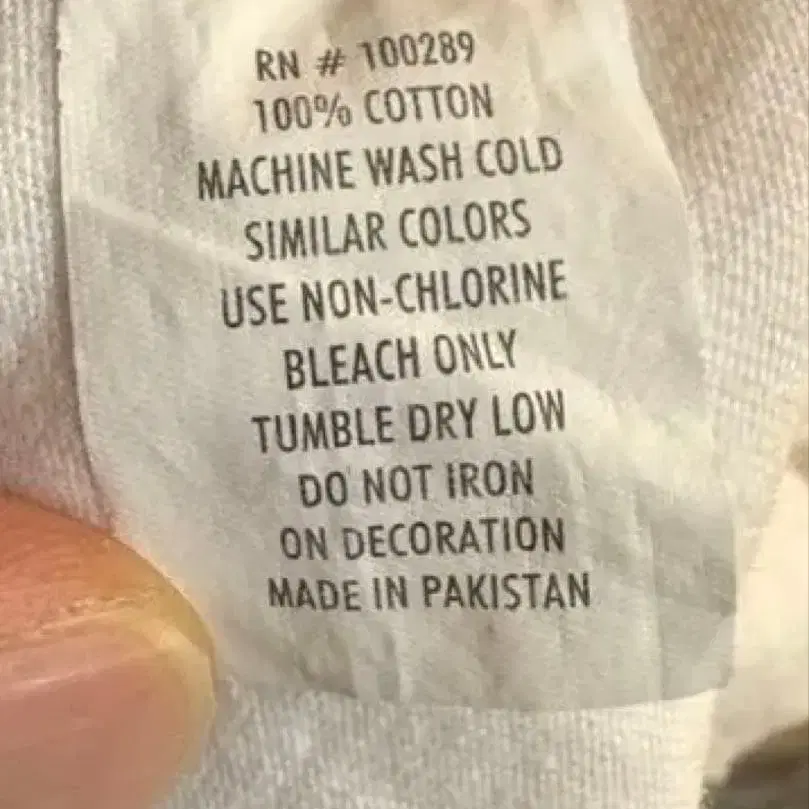 RN # 100289
100% COTTON
MACHINE WASH COLD
SIMILAR COLORS
USE NON-CHLORINE
BLEACH ONLY
TUMBLE DRY LOW
DO NOT IRON
ON DECORATION
MADE IN PAKISTAN